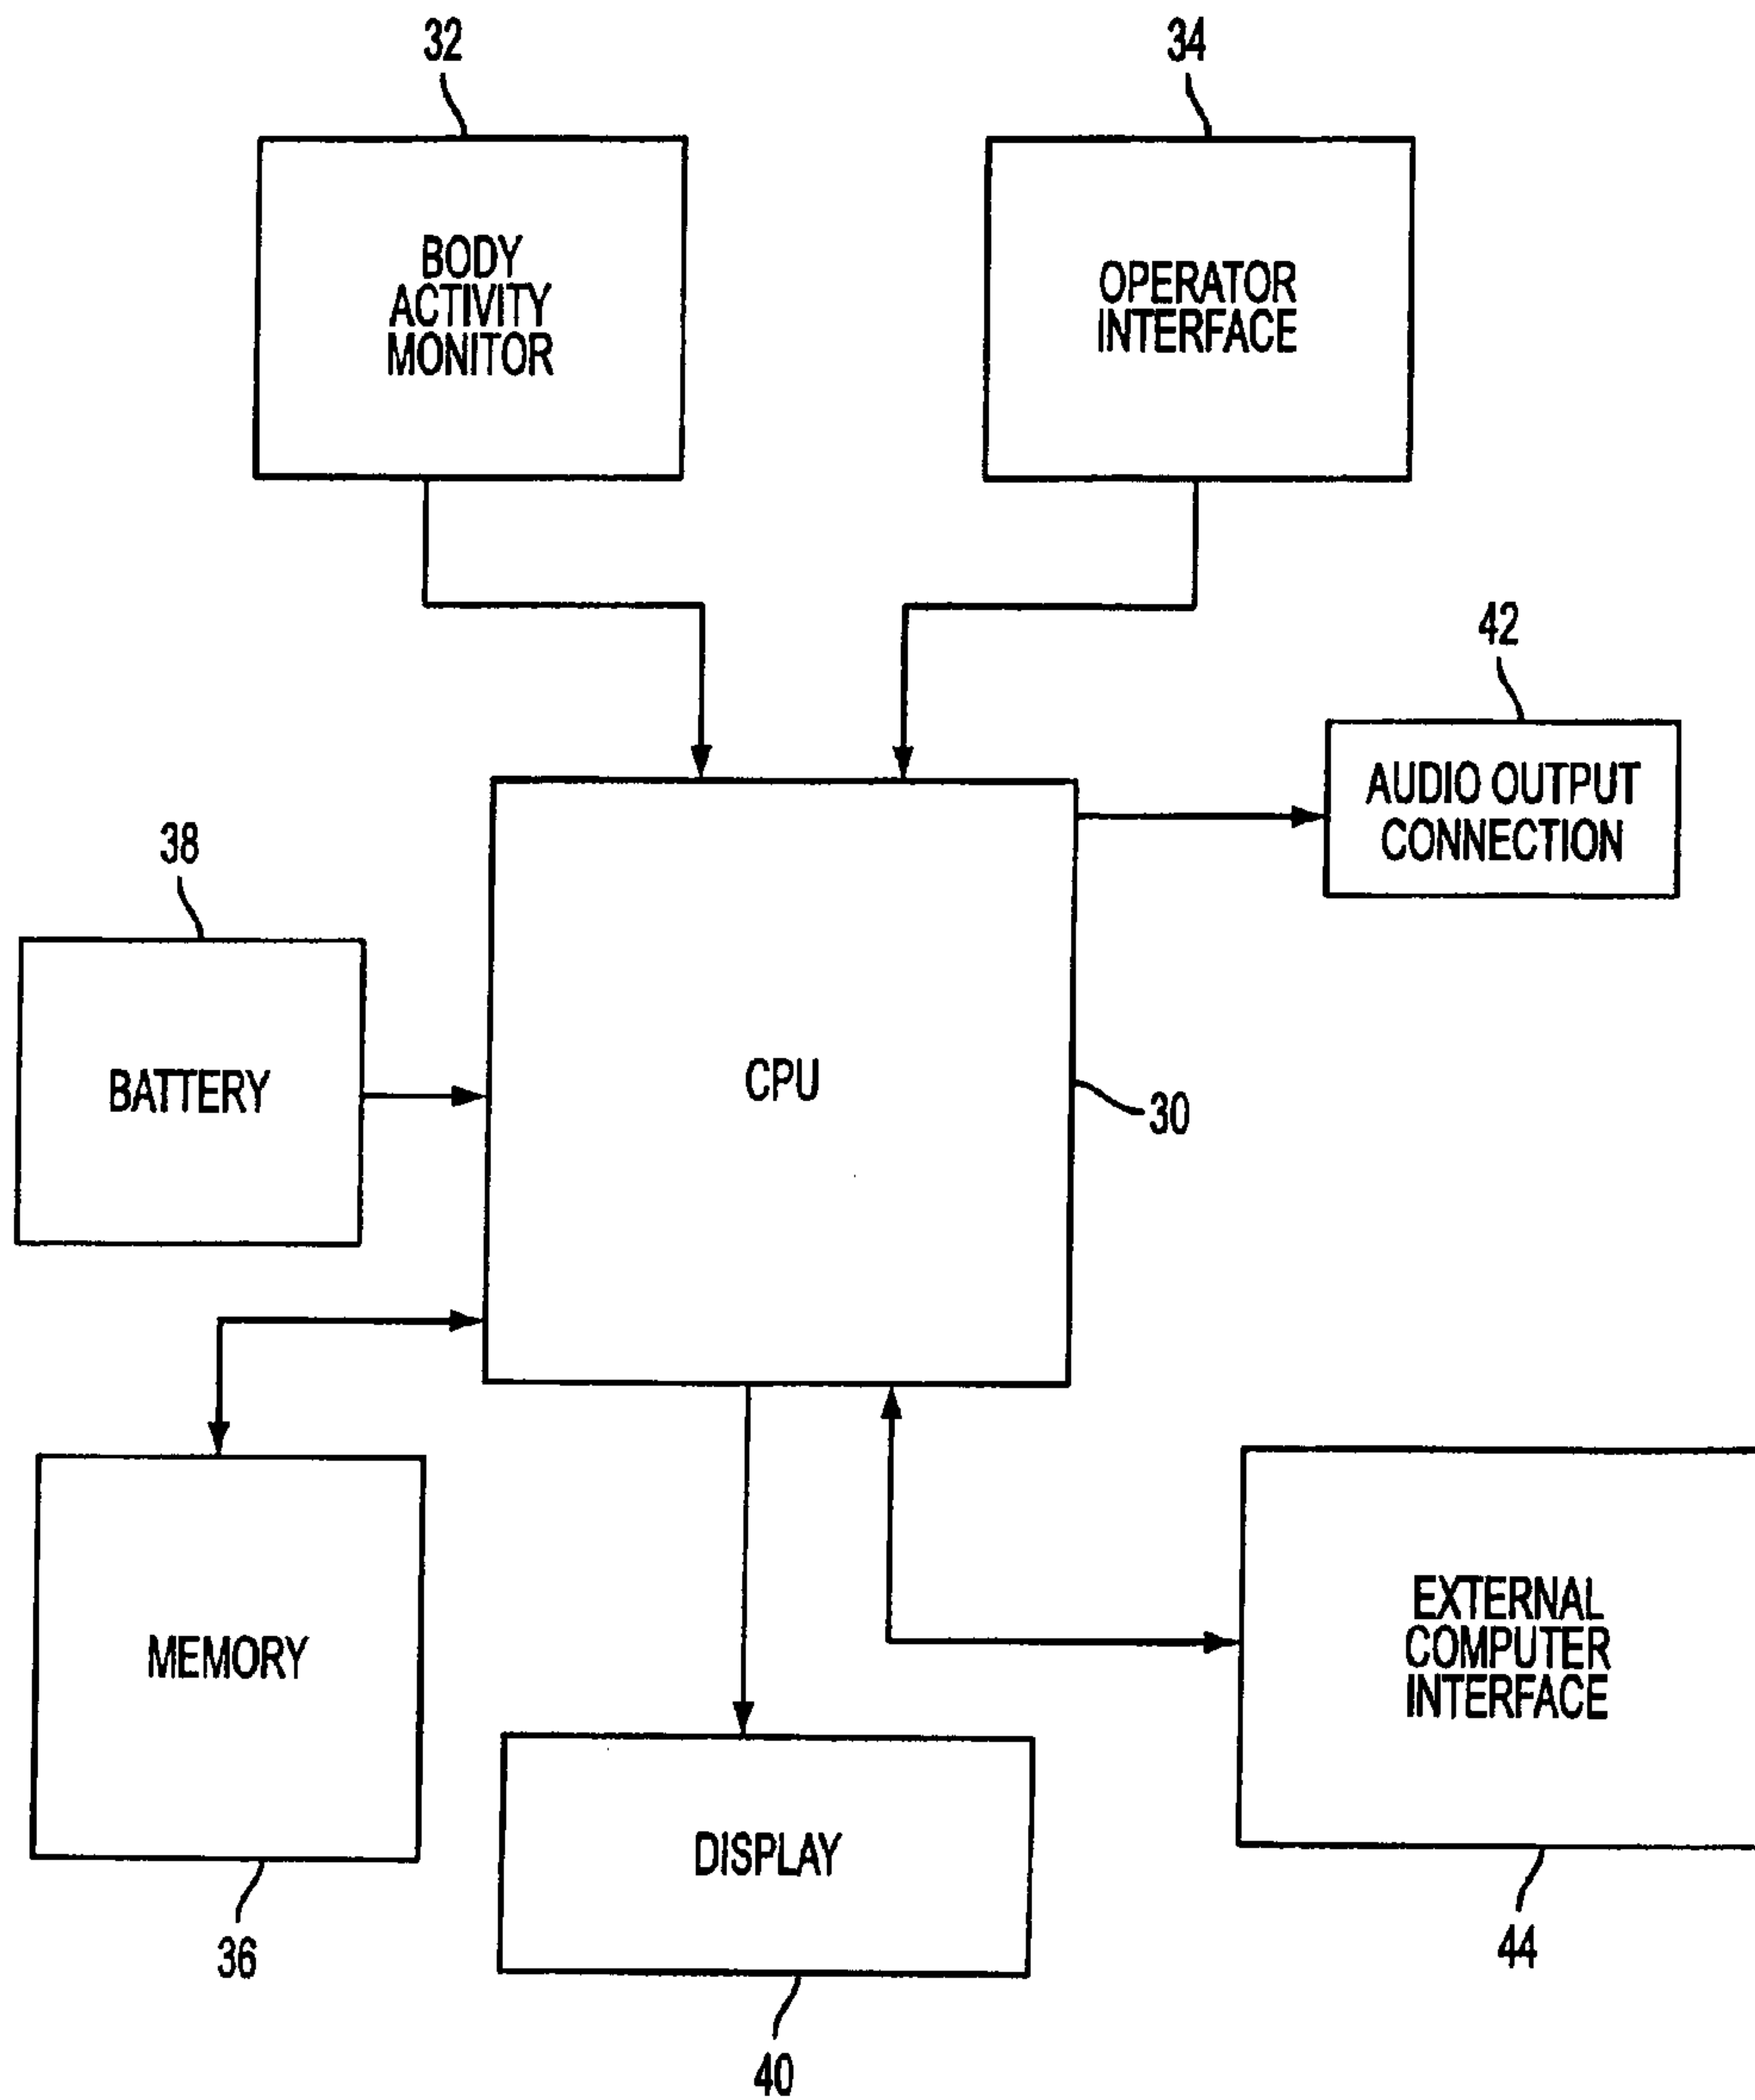 32
34
BODY
ACTIVITY
MONITOR
OPERATOR
INTERFACE
42
AUDIO OUTPUT
CONNECTION
38
BATTERY
CPU
30
MEMORY
36
DISPLAY
40
EXTERNAL
COMPUTER
INTERFACE
44